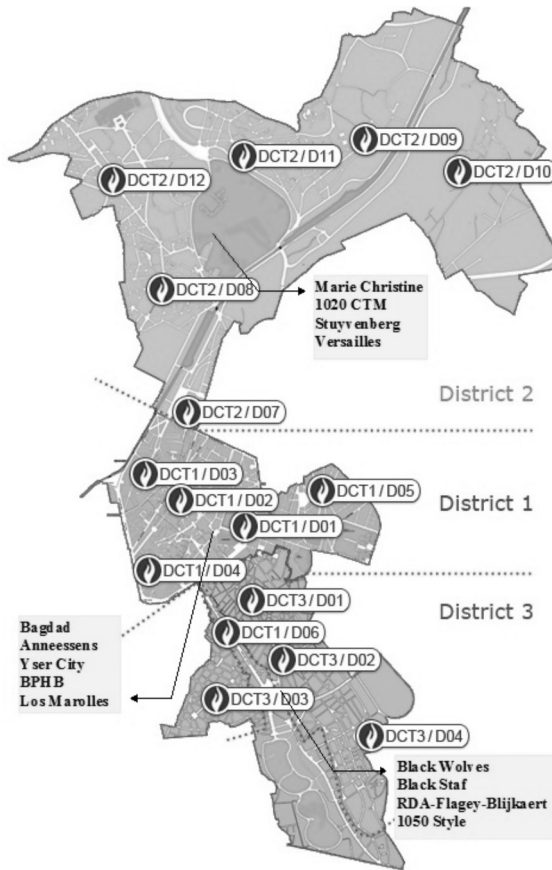 DCT2 / D09
DCT2 / D11
DCT2 / D10
DCT2 / D12
DCT2 / D08
Marie Christine
1020 CTM
Stuyvenberg
Versailles
District 2
DCT2 / D07
DCT1 / D03
DCT1 / D05
DCT1 / D02
District 1
DCT1 / D01
DCT1 / D04
DCT3 / D01
District 3
Bagdad
Anneessens
Yser City
BPHB
Los Marolles
DCT1 / D06
DCT3 / D02
DCT3 / D03
DCT3 / D04
Black Wolves
Black Staf
RDA-Flagey-Blijkaert
1050 Style